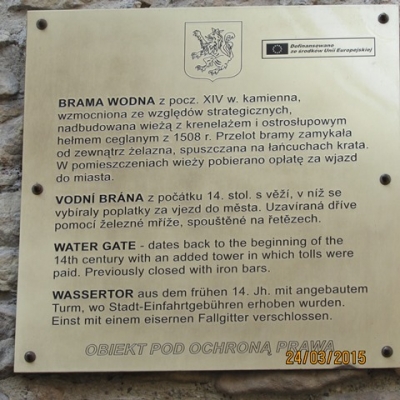 Dofinansowano
ze środków Unii Europejskiej
BRAMA WODNA z pocz. XIV w. kamienna,
wzmocniona ze względów strategicznych,
nadbudowana wieżą z krenelażem i ostrosłupowym
hełmem ceglanym z 1508 r. Przelot bramy zamykała
od zewnątrz żelazna, spuszczana na łańcuchach krata.
W pomieszczeniach wieży pobierano opłatę za wjazd
do miasta.
VODNÍ BRÁNA z počátku 14. stol. s věží, v níž se
vybíraly poplatky za vjezd do města. Uzavíraná dříve
pomocí železné mříže, spouštěné na řetězech.
WATER GATE - dates back to the beginning of the
14th century with an added tower in which tolls were
paid. Previously closed with iron bars.
WASSERTOR aus dem frühen 14. Jh. mit angebautem
Turm, wo Stadt-Einfahrtgebühren erhoben wurden.
Einst mit einem eisernen Fallgitter verschlossen.
OBIEKT POD OCHRONĄ PRAWA
24/03/2015